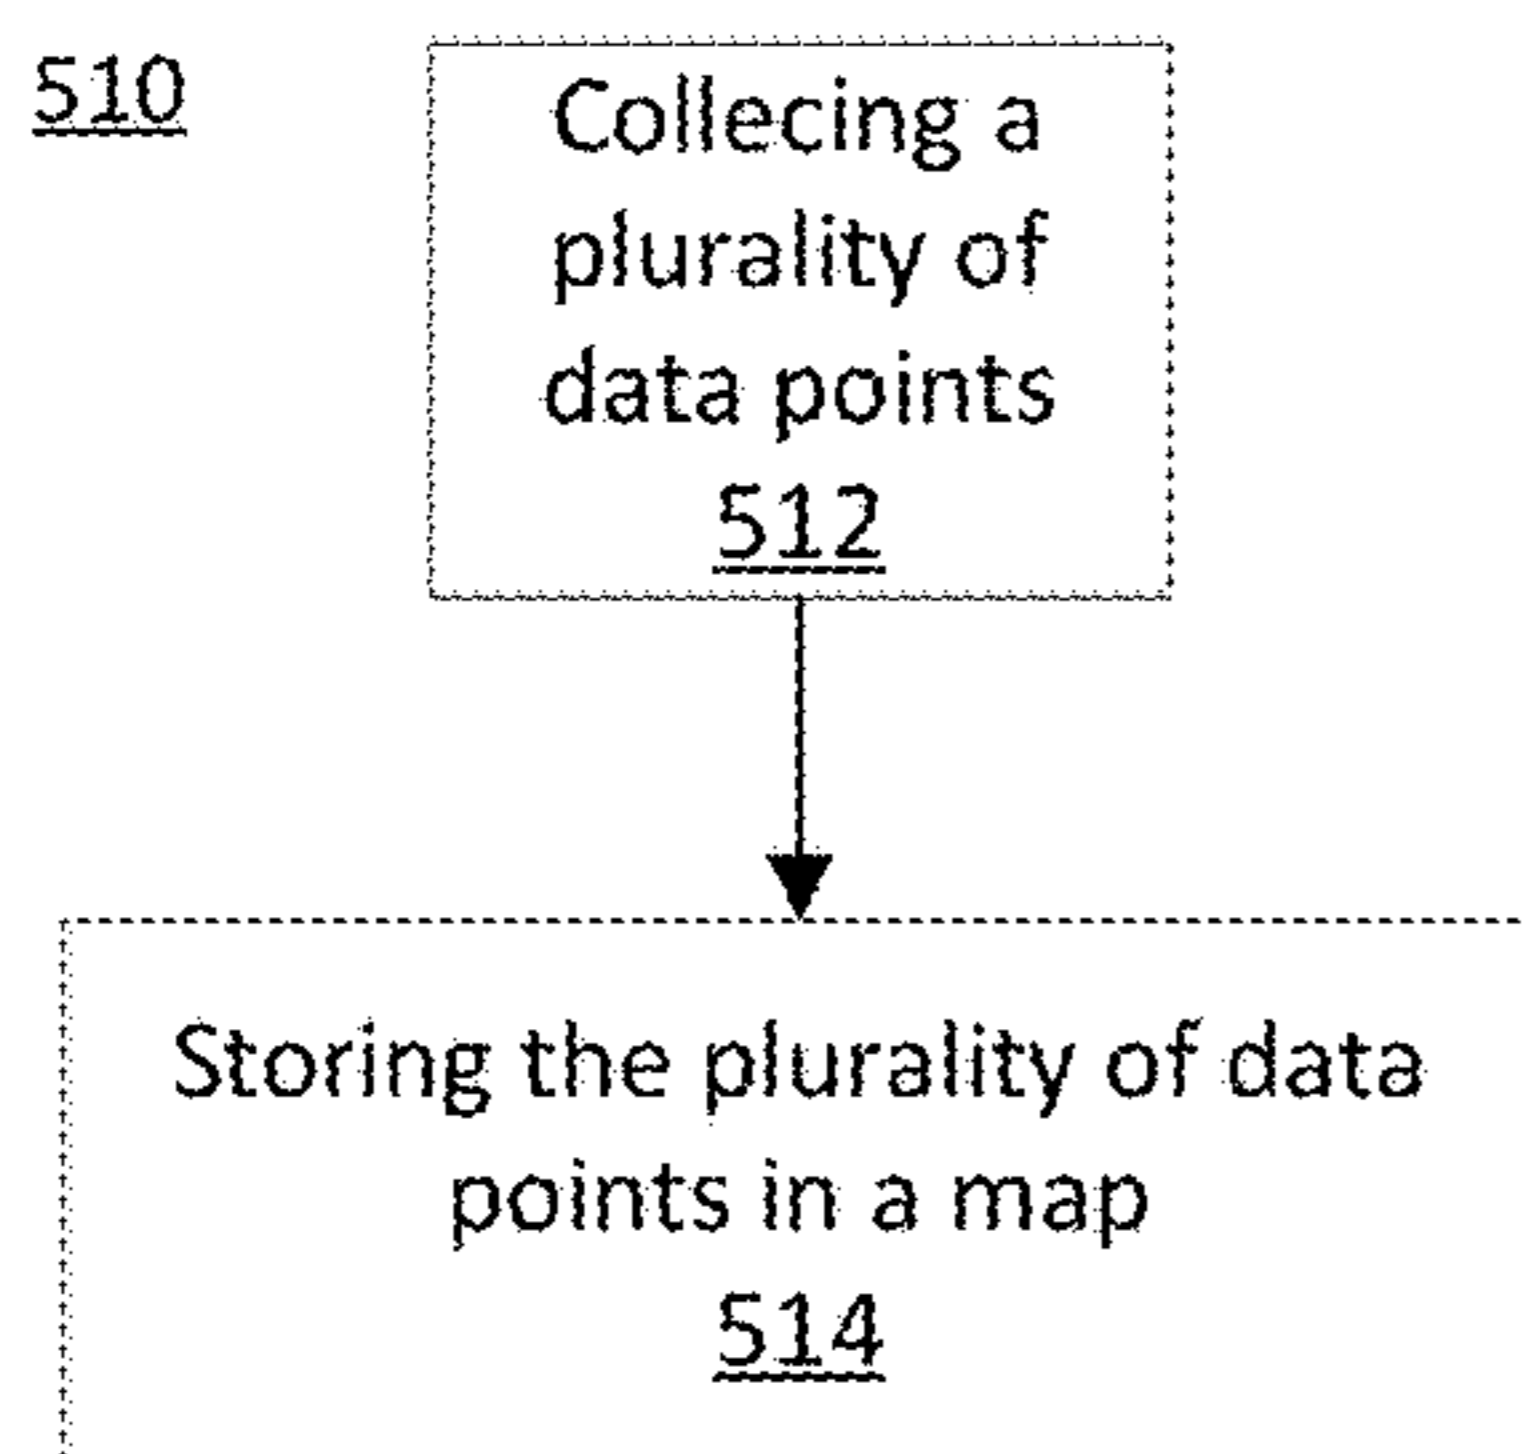 510
Collecing a
plurality of
data points
512
Storing the plurality of data
points in a map
514